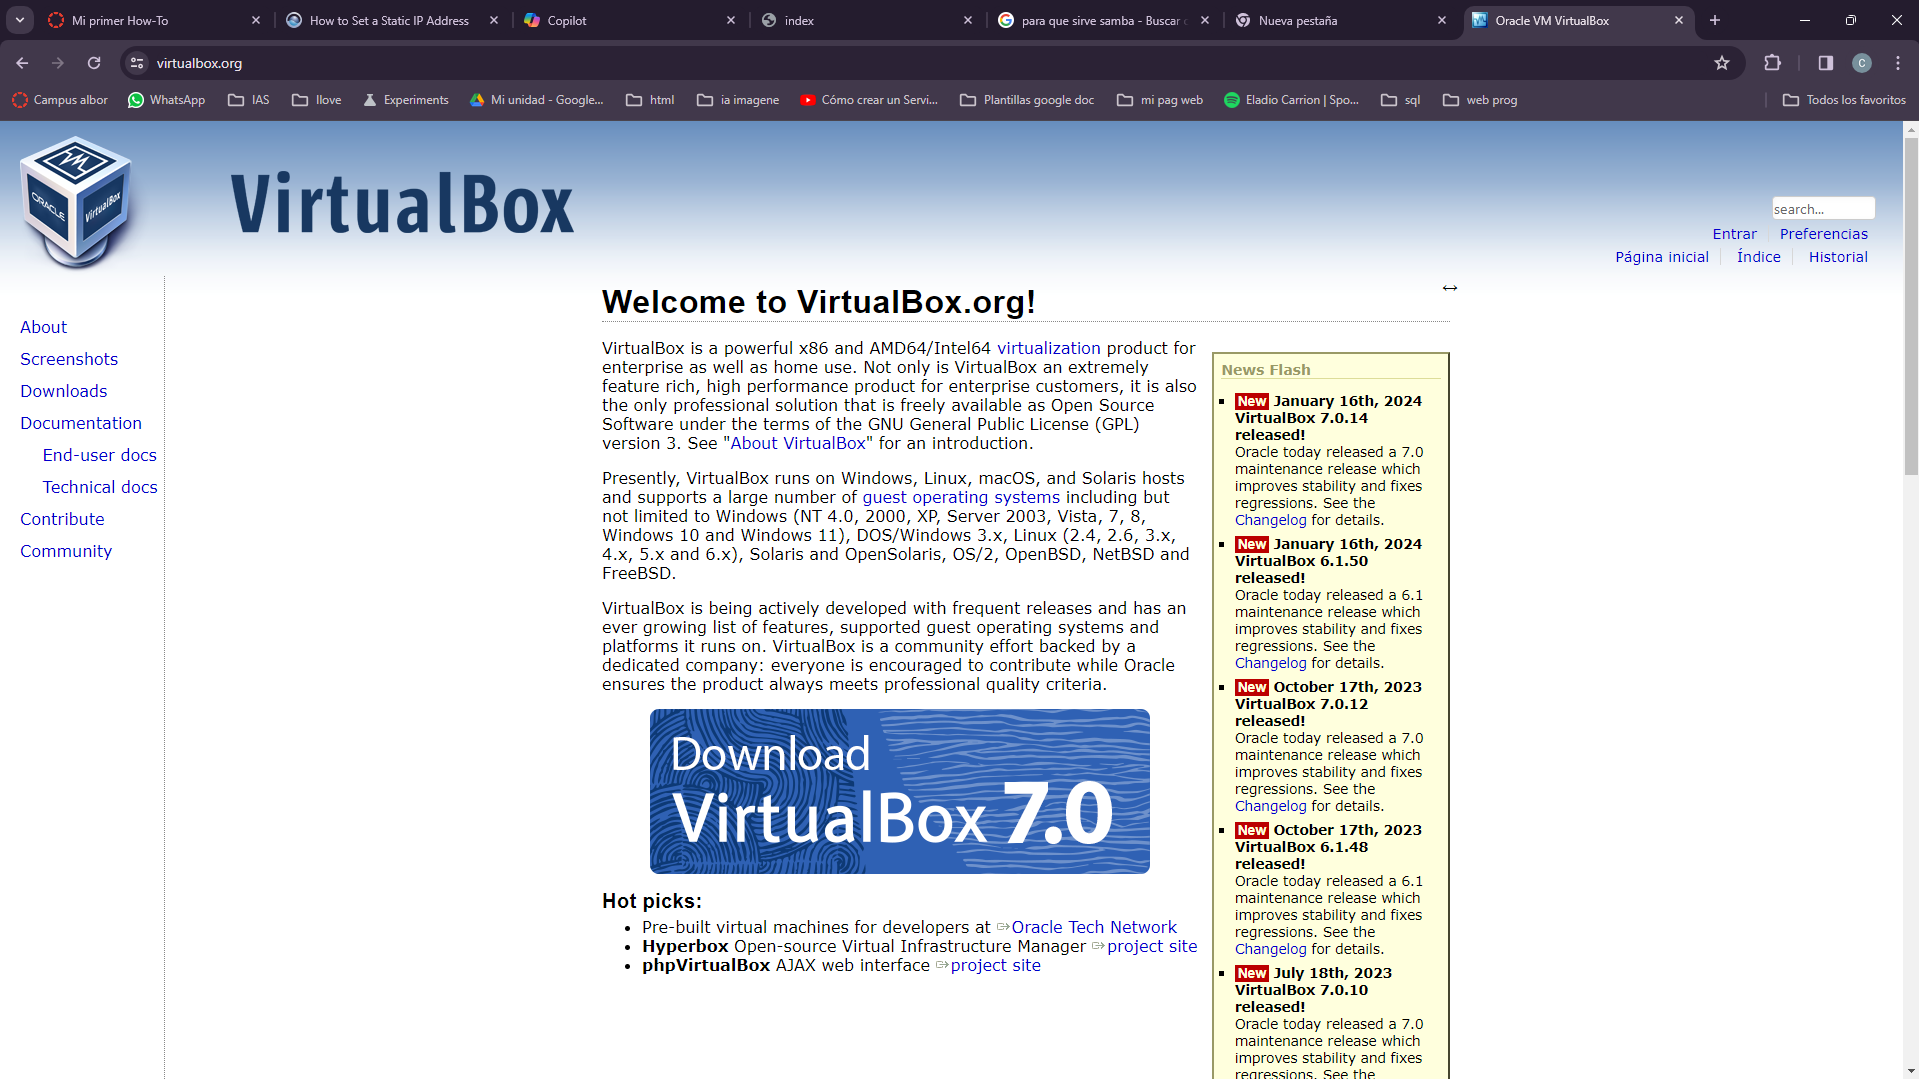 Mi primer How-To
How to Set a Static IP Address
Copilot
index
para que sirve samba - Buscar c
Nueva pestaña
Oracle VM VirtualBox
virtualbox.org
C
Campus albor
WhatsApp
IAS
Ilove
Experiments
Mi unidad - Google...
html
ia imagene
Cómo crear un Servi...
Plantillas google doc
mi pag web
Eladio Carrion | Spo...
sql
web prog
Todos los favoritos
VM
ORACLE
VirtualBox
VirtualBox
search...
Entrar
Preferencias
Página inicial
Índice
Historial
About
Screenshots
Downloads
Documentation
End-user docs
Technical docs
Contribute
Community
Welcome to VirtualBox.org!
VirtualBox is a powerful x86 and AMD64/Intel64 virtualization product for
enterprise as well as home use. Not only is VirtualBox an extremely
feature rich, high performance product for enterprise customers, it is also
the only professional solution that is freely available as Open Source
Software under the terms of the GNU General Public License (GPL)
version 3. See "About VirtualBox" for an introduction.
Presently, VirtualBox runs on Windows, Linux, macOS, and Solaris hosts
and supports a large number of guest operating systems including but
not limited to Windows (NT 4.0, 2000, XP, Server 2003, Vista, 7, 8,
Windows 10 and Windows 11), DOS/Windows 3.x, Linux (2.4, 2.6, 3.x,
4.x, 5.x and 6.x), Solaris and OpenSolaris, OS/2, OpenBSD, NetBSD and
FreeBSD.
VirtualBox is being actively developed with frequent releases and has an
ever growing list of features, supported guest operating systems and
platforms it runs on. VirtualBox is a community effort backed by a
dedicated company: everyone is encouraged to contribute while Oracle
ensures the product always meets professional quality criteria.
Download
VirtualBox 7.0
Hot picks:
Pre-built virtual machines for developers at Oracle Tech Network
Hyperbox Open-source Virtual Infrastructure Manager project site
phpVirtualBox AJAX web interface project site
News Flash
New January 16th, 2024
VirtualBox 7.0.14
released!
Oracle today released a 7.0
maintenance release which
improves stability and fixes
regressions. See the
Changelog for details.
New January 16th, 2024
VirtualBox 6.1.50
released!
Oracle today released a 6.1
maintenance release which
improves stability and fixes
regressions. See the
Changelog for details.
New October 17th, 2023
VirtualBox 7.0.12
released!
Oracle today released a 7.0
maintenance release which
improves stability and fixes
regressions. See the
Changelog for details.
New October 17th, 2023
VirtualBox 6.1.48
released!
Oracle today released a 6.1
maintenance release which
improves stability and fixes
regressions. See the
Changelog for details.
New July 18th, 2023
VirtualBox 7.0.10
released!
Oracle today released a 7.0
maintenance release which
improves stability and fixes
regressions. See the